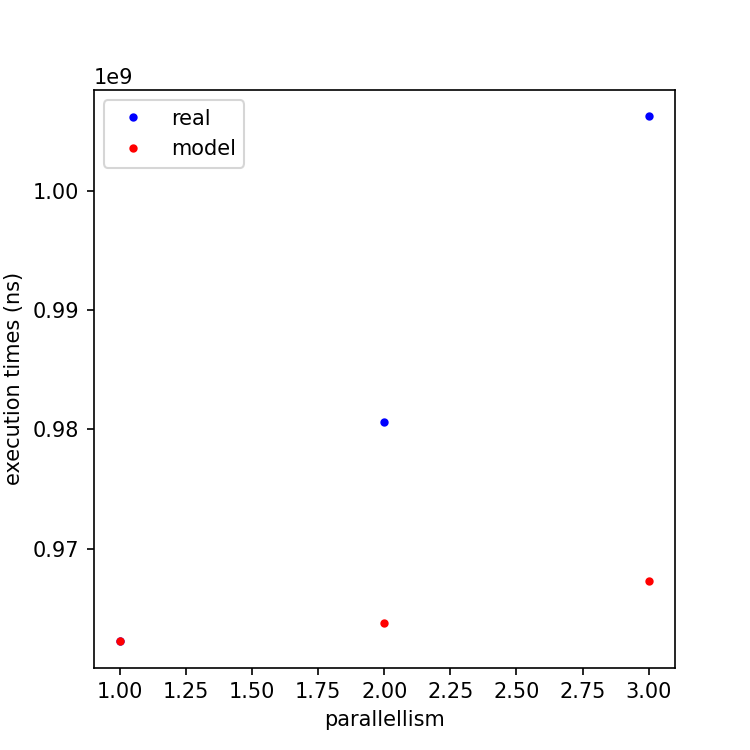 1e9
real
model
1.00
0.99
0.98
0.97
execution times (ns)
1.00 1.25 1.50 1.75 2.00 2.25 2.50 2.75 3.00
parallellism